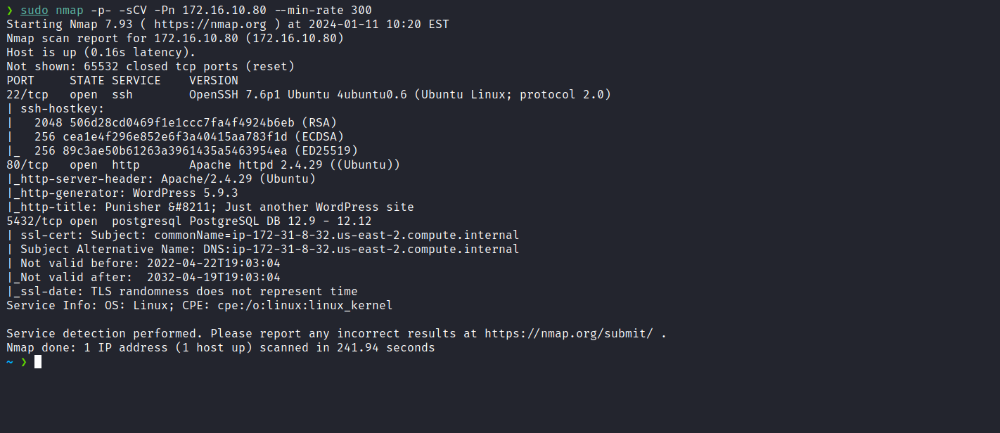 ❯ sudo nmap -p- -sCV -Pn 172.16.10.80 --min-rate 300
Starting Nmap 7.93 ( https://nmap.org ) at 2024-01-11 10:20 EST
Nmap scan report for 172.16.10.80 (172.16.10.80)
Host is up (0.16s latency).
Not shown: 65532 closed tcp ports (reset)
PORT     STATE SERVICE    VERSION
22/tcp   open  ssh        OpenSSH 7.6p1 Ubuntu 4ubuntu0.6 (Ubuntu Linux; protocol 2.0)
| ssh-hostkey:
|   2048 506d28cd0469f1e1ccc7fa4f4924b6eb (RSA)
|   256 cea1e4f296e852e6f3a40415aa783f1d (ECDSA)
|_  256 89c3ae50b61263a3961435a5463954ea (ED25519)
80/tcp   open  http       Apache httpd 2.4.29 ((Ubuntu))
|_http-server-header: Apache/2.4.29 (Ubuntu)
|_http-generator: WordPress 5.9.3
|_http-title: Punisher &#8211; Just another WordPress site
5432/tcp open  postgresql PostgreSQL DB 12.9 - 12.12
| ssl-cert: Subject: commonName=ip-172-31-8-32.us-east-2.compute.internal
| Subject Alternative Name: DNS:ip-172-31-8-32.us-east-2.compute.internal
| Not valid before: 2022-04-22T19:03:04
|_Not valid after:  2032-04-19T19:03:04
|_ssl-date: TLS randomness does not represent time
Service Info: OS: Linux; CPE: cpe:/o:linux:linux_kernel

Service detection performed. Please report any incorrect results at https://nmap.org/submit/ .
Nmap done: 1 IP address (1 host up) scanned in 241.94 seconds
~ ❯